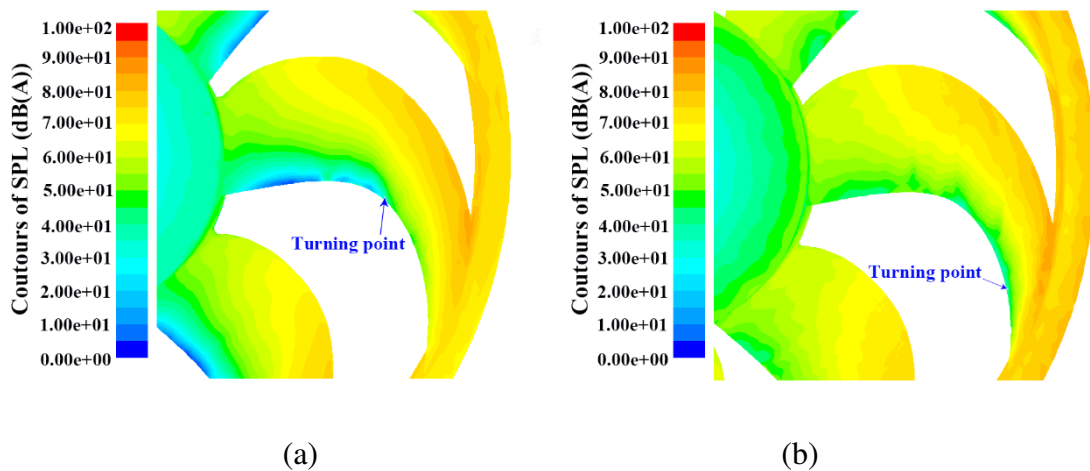 Coutours of SPL (dB(A))
1.00e+02
9.00e+01
8.00e+01
7.00e+01
6.00e+01
5.00e+01
4.00e+01
3.00e+01
2.00e+01
1.00e+01
0.00e+00
Turning point
(a)
Coutours of SPL (dB(A))
1.00e+02
9.00e+01
8.00e+01
7.00e+01
6.00e+01
5.00e+01
4.00e+01
3.00e+01
2.00e+01
1.00e+01
0.00e+00
Turning point
(b)